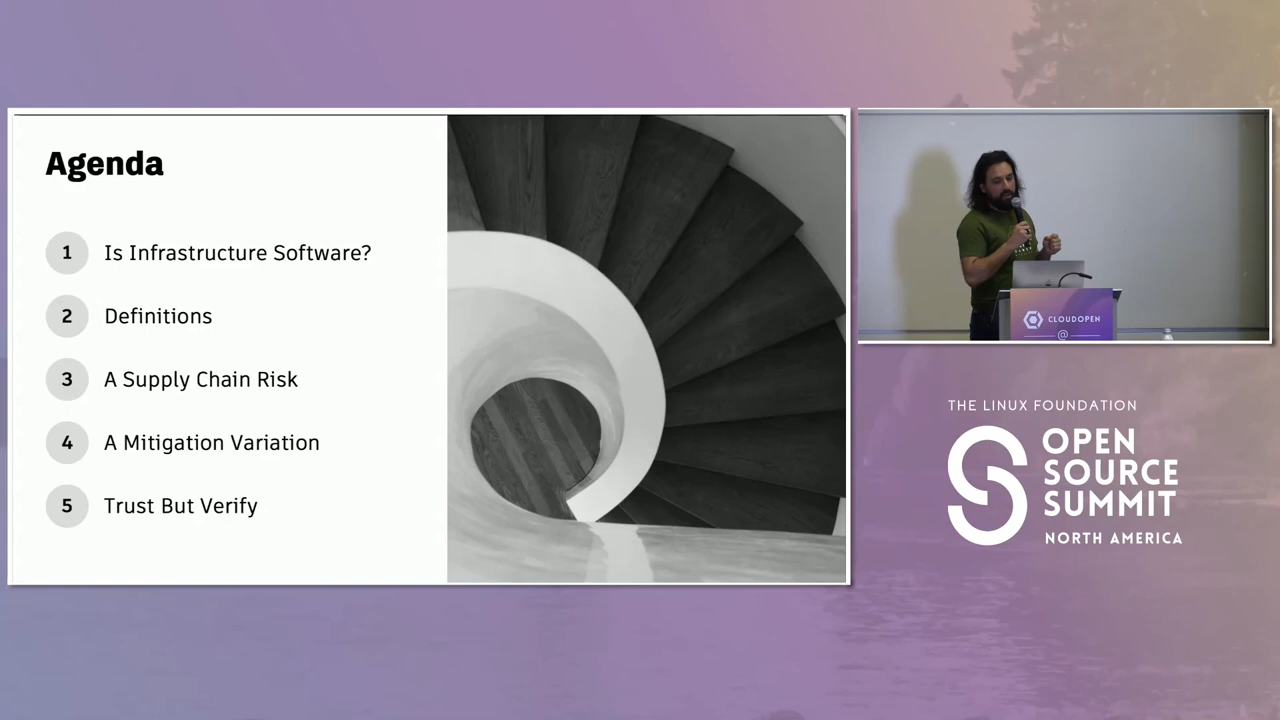 Agenda
1 Is Infrastructure Software?
2 Definitions
3 A Supply Chain Risk
4 A Mitigation Variation
5 Trust But Verify
CLOUDOPEN
@
THE LINUX FOUNDATION
OPEN
SOURCE
SUMMIT
NORTH AMERICA